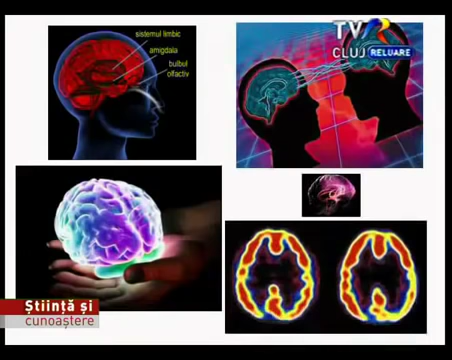 sistemul limbic
amigdala
bulbul
olfactiv
TVR
CLUJ RELUARE
Știință și
cunoaștere